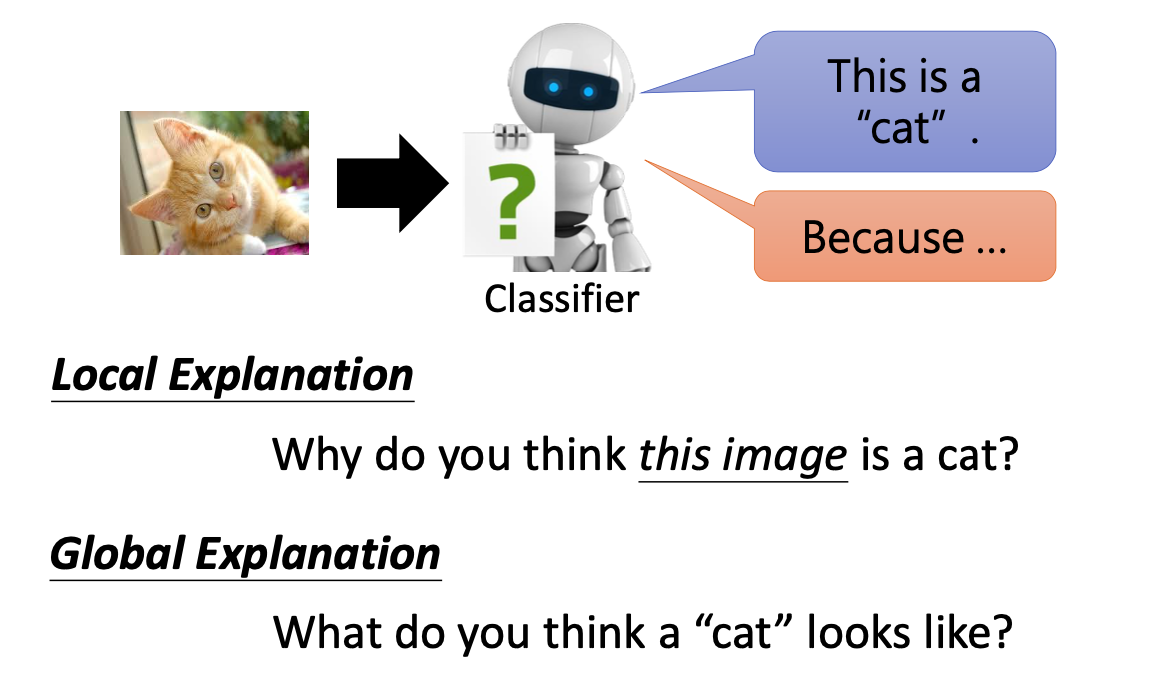 This is a
“cat” .
?
Because …
Classifier
Local Explanation
Why do you think this image is a cat?
Global Explanation
What do you think a “cat” looks like?